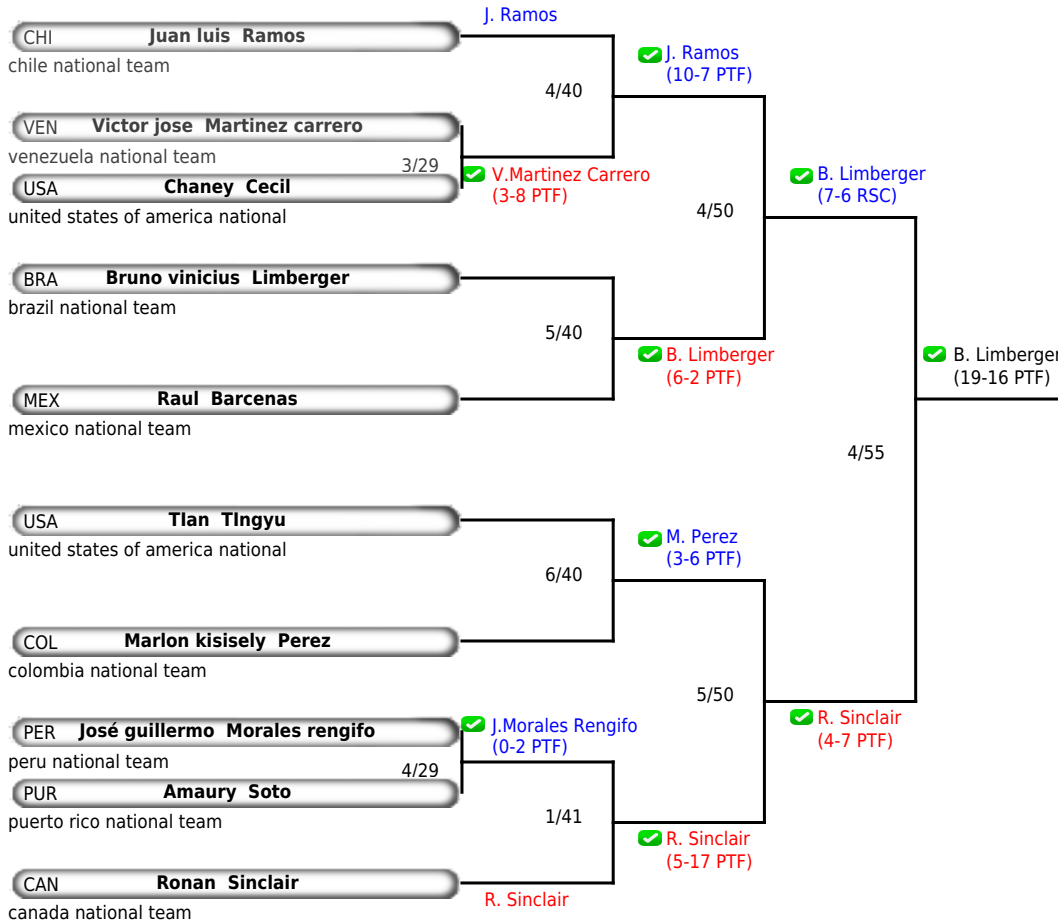 J. Ramos
CHI Juan luis Ramos
chile national team
J. Ramos
(10-7 PTF)
4/40
VEN Victor jose Martinez carrero
venezuela national team
3/29
V.Martinez Carrero
(3-8 PTF)
USA Chaney Cecil
united states of america national
B. Limberger
(7-6 RSC)
4/50
BRA Bruno vinicius Limberger
brazil national team
5/40
B. Limberger
(6-2 PTF)
B. Limberger
(19-16 PTF)
MEX Raul Barcenas
mexico national team
4/55
USA TIan TIngyu
united states of america national
M. Perez
(3-6 PTF)
6/40
COL Marlon kisisely Perez
colombia national team
5/50
R. Sinclair
(4-7 PTF)
PER José guillermo Morales rengifo
peru national team
J.Morales Rengifo
(0-2 PTF)
4/29
PUR Amaury Soto
puerto rico national team
1/41
R. Sinclair
(5-17 PTF)
CAN Ronan Sinclair
canada national team
R. Sinclair